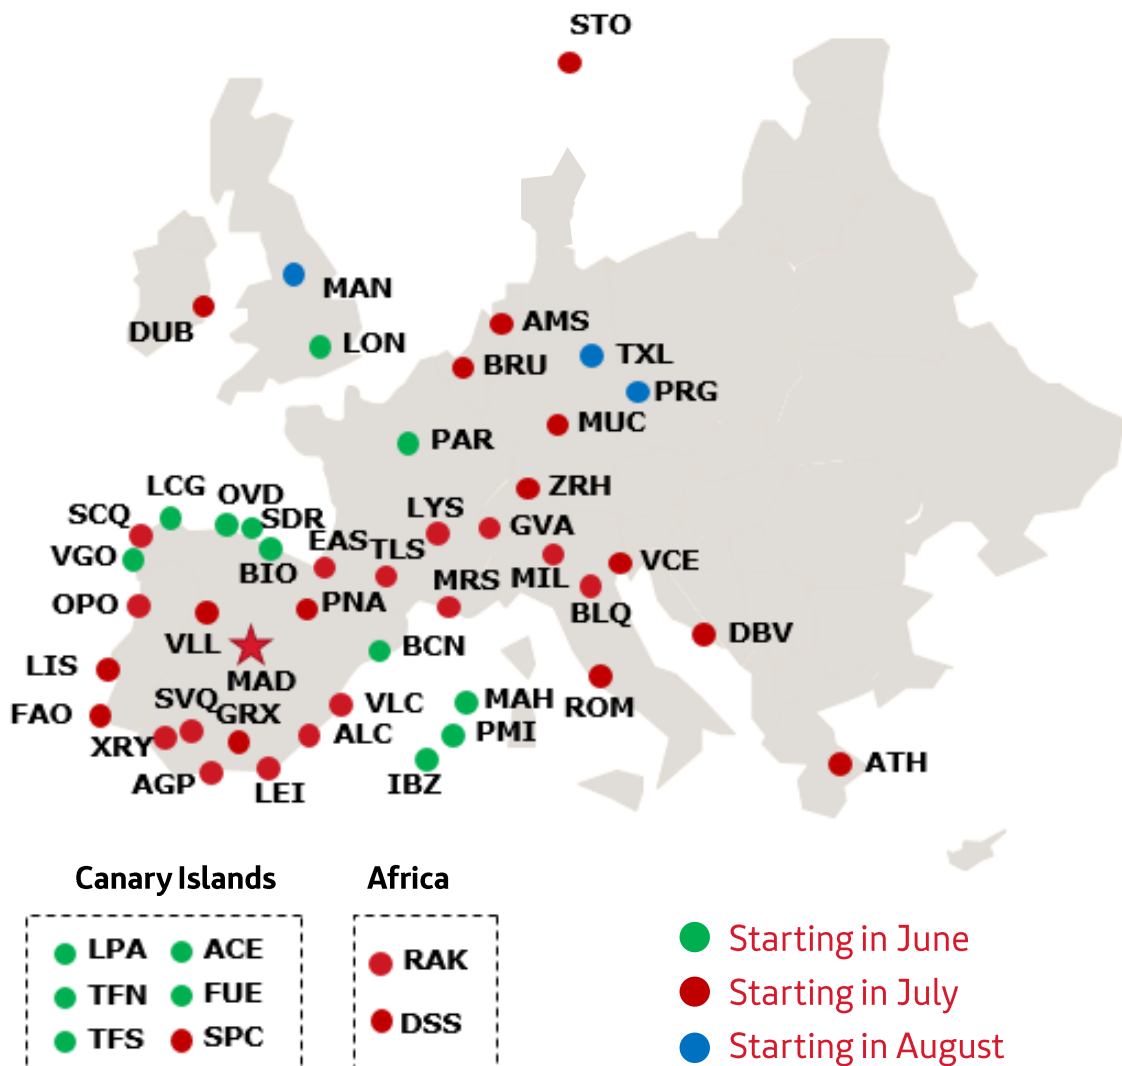 STO
MAN
DUB
LON
AMS
BRU
TXL
PRG
MUC
PAR
ZRH
LCG
OVD
SCQ
SDR
LYS
GVA
EAS
TLS
VGO
BIO
MRS
MIL
VCE
OPO
PNA
BLQ
VLL
BCN
DBV
LIS
MAD
SVQ
GRX
VLC
MAH
ROM
FAO
XRY
ALC
PMI
AGP
LEI
IBZ
ATH
Canary Islands
LPA ACE
TFN FUE
TFS SPC
Africa
RAK
DSS
Starting in June
Starting in July
Starting in August